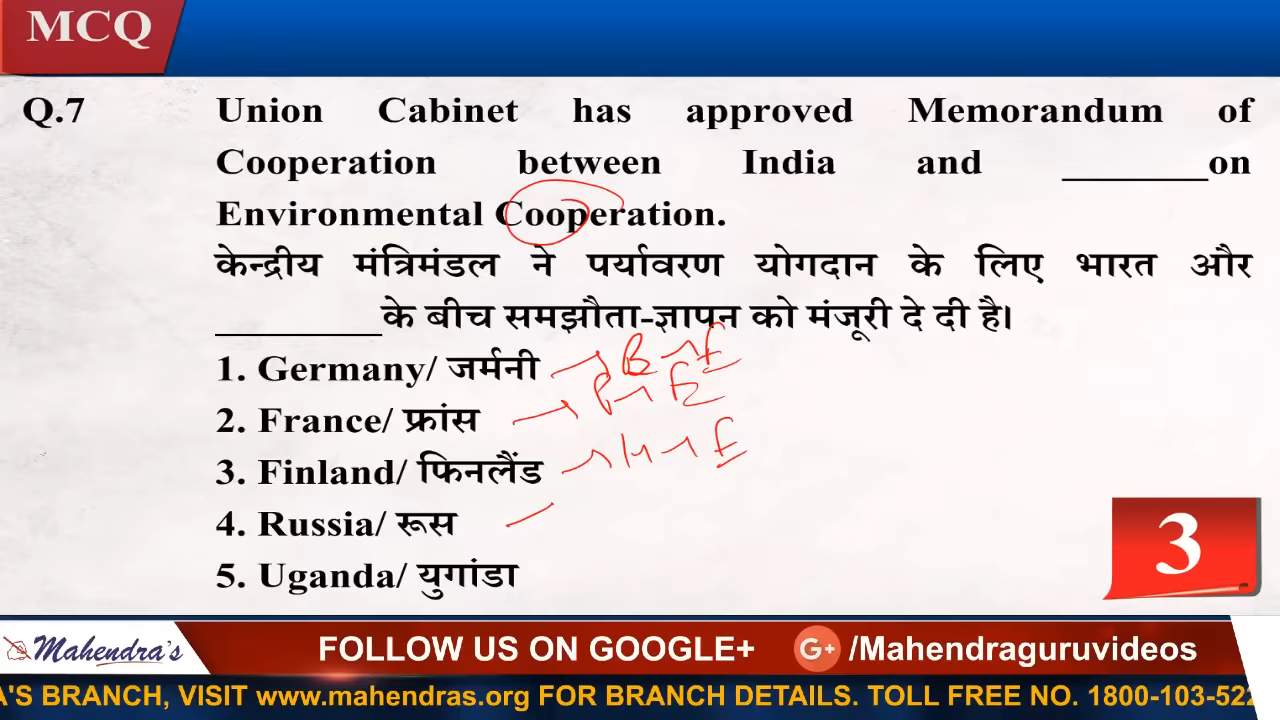 MCQ
Q.7 Union Cabinet has approved Memorandum of
Cooperation between India and ________on
Environmental Cooperation.
केन्द्रीय मंत्रिमंडल ने पर्यावरण योगदान के लिए भारत और
_________के बीच समझौता-ज्ञापन को मंजूरी दे दी है।
1. Germany/ जर्मनी
2. France/ फ्रांस
3. Finland/ फिनलैंड
4. Russia/ रूस
5. Uganda/ युगांडा
3
Mahendra's
FOLLOW US ON GOOGLE+ G+ /Mahendraguruvideos
A'S BRANCH, VISIT www.mahendras.org FOR BRANCH DETAILS. TOLL FREE NO. 1800-103-522